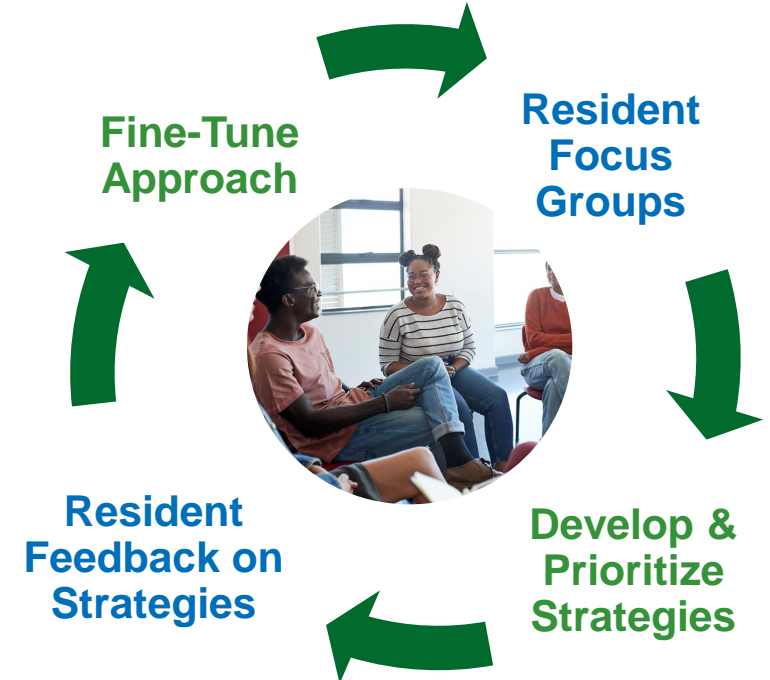 Fine-Tune
Approach
Resident
Focus
Groups
Develop &
Prioritize
Strategies
Resident
Feedback on
Strategies